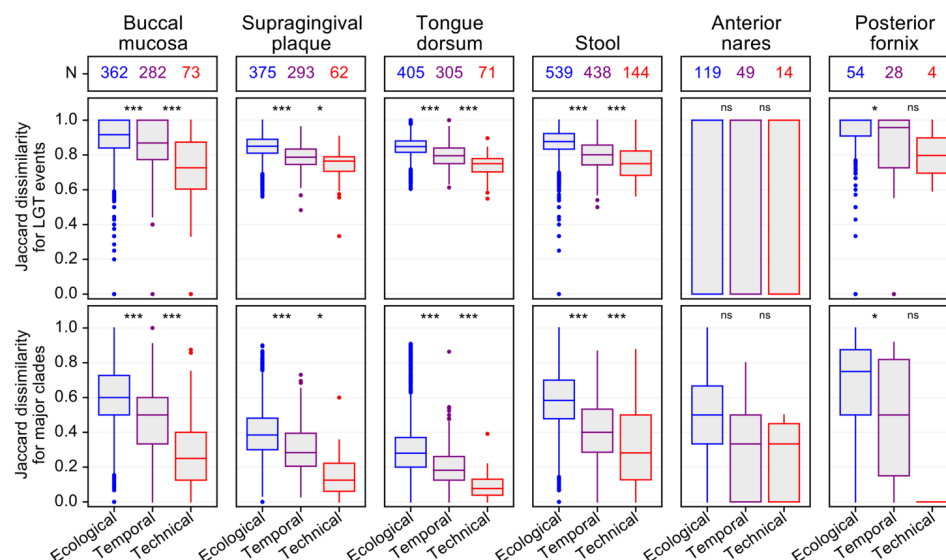 Buccal mucosa
Supragingival plaque
Tongue dorsum
Stool
Anterior nares
Posterior fornix
N
362 282 73
375 293 62
405 305 71
539 438 144
119 49 14
54 28 4
Jaccard dissimilarity
for LGT events
1.0
0.8
0.6
0.4
0.2
0.0
*** ***
*** *
*** ***
*** ***
ns ns
* ns
Jaccard dissimilarity
for major clades
1.0
0.8
0.6
0.4
0.2
0.0
*** ***
*** *
*** ***
*** ***
ns ns
* ns
Ecological Temporal Technical
Ecological Temporal Technical
Ecological Temporal Technical
Ecological Temporal Technical
Ecological Temporal Technical
Ecological Temporal Technical